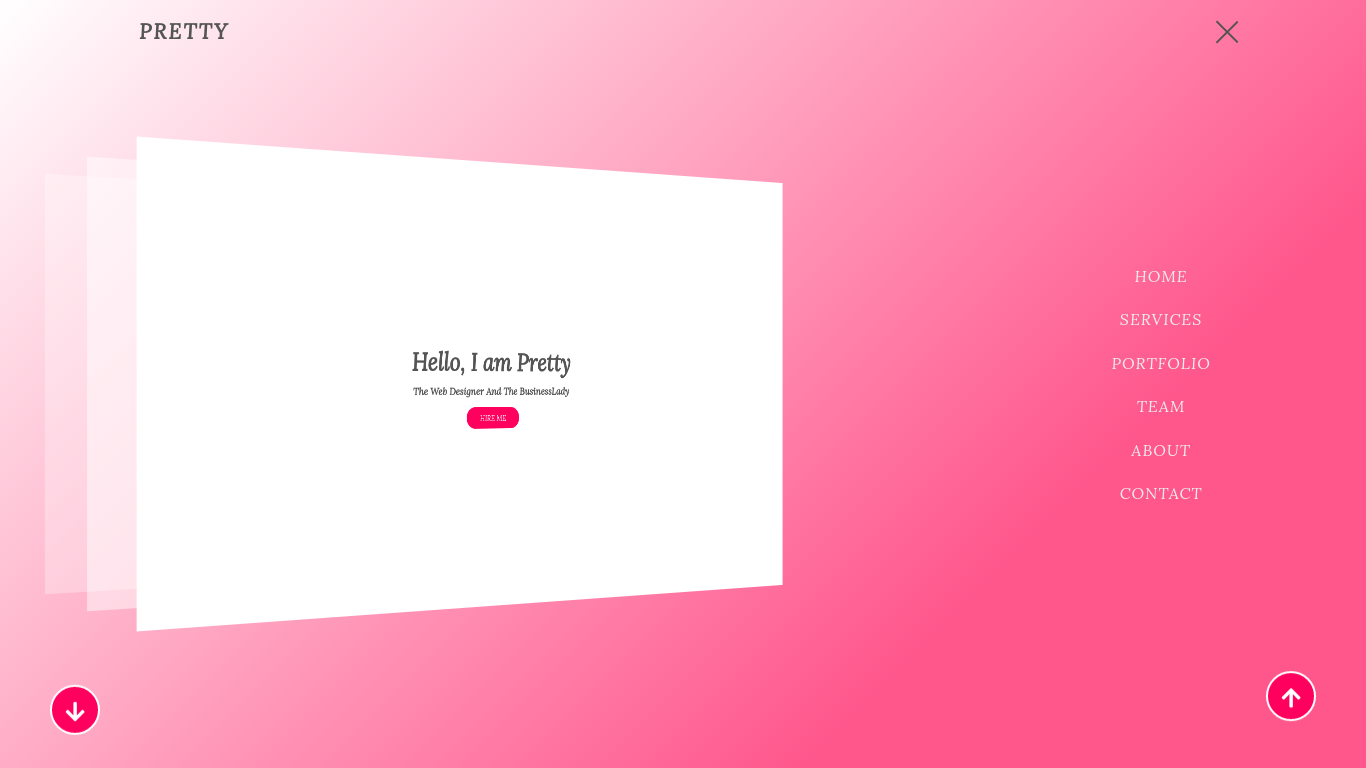 PRETTY
Hello, I am Pretty
The Web Designer And The BusinessLady
HIRE ME
HOME
SERVICES
PORTFOLIO
TEAM
ABOUT
CONTACT